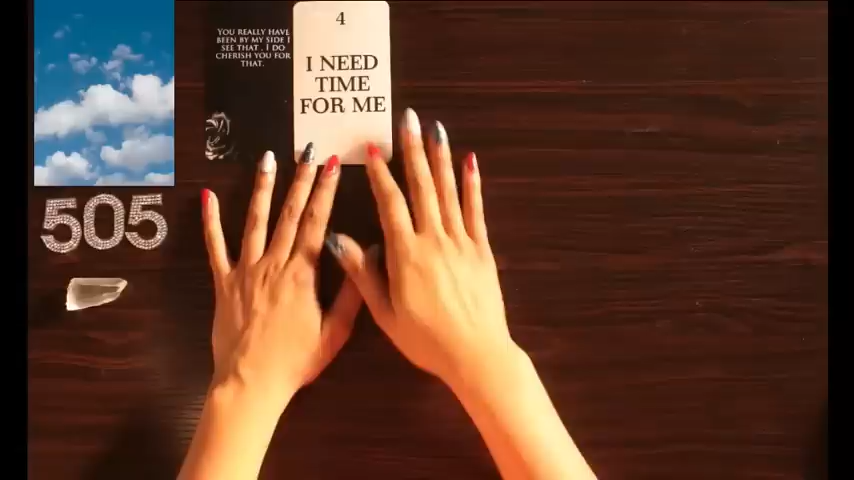 YOU REALLY HAVE
BEEN BY MY SIDE I
SEE THAT , I DO
CHERISH YOU FOR
THAT.
4
I NEED
TIME
FOR ME
505